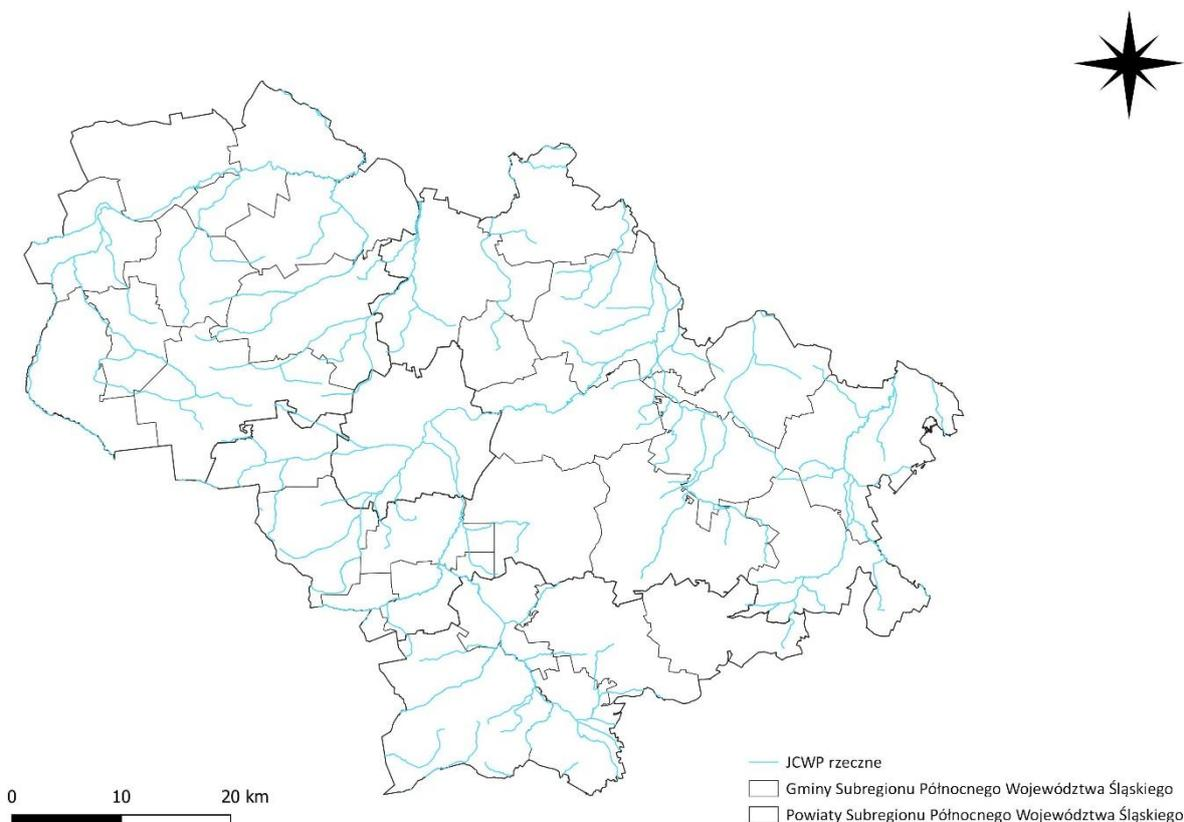 JCWP rzeczne
Gminy Subregionu Północnego Województwa Śląskiego
0 10 20 km
Powiaty Subregionu Północnego Województwa Śląskiego